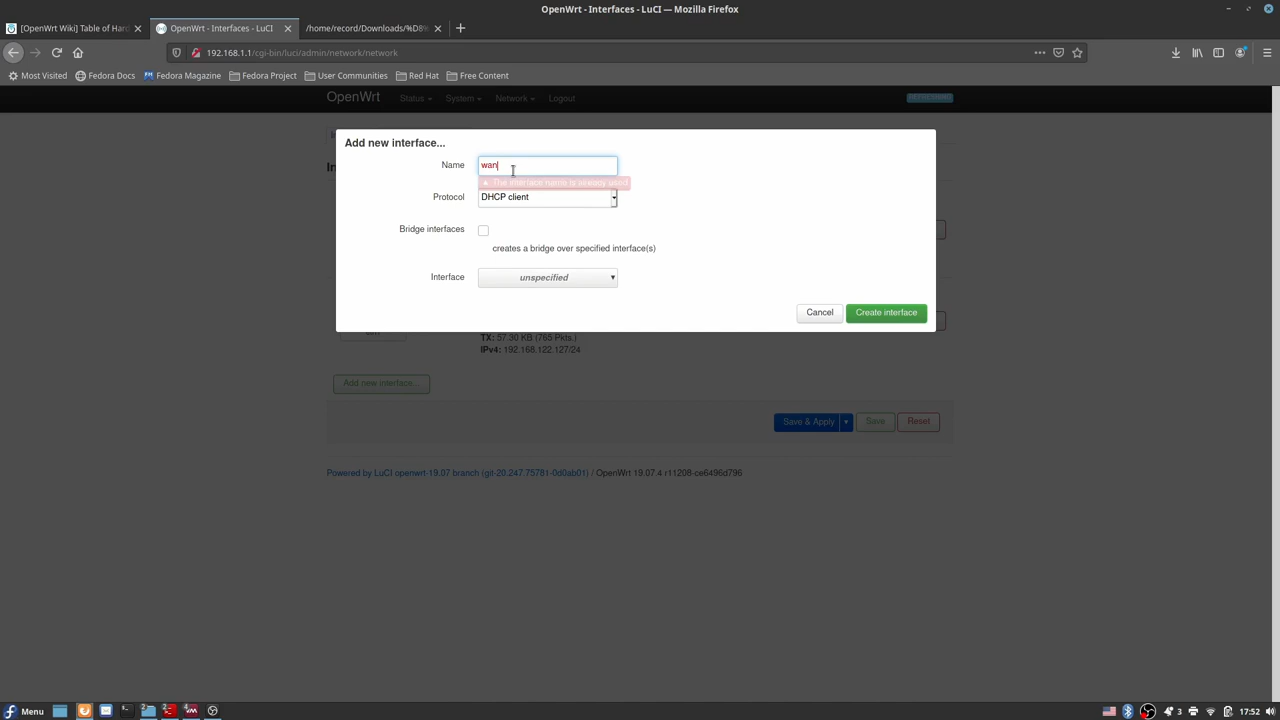 OpenWrt - Interfaces - LuCI — Mozilla Firefox
[OpenWrt Wiki] Table of Hard
OpenWrt - Interfaces - LuCI
/home/record/Downloads/%D8%
192.168.1.1/cgi-bin/luci/admin/network/network
Most Visited
Fedora Docs
Fedora Magazine
Fedora Project
User Communities
Red Hat
Free Content
OpenWrt
Status
System
Network
Logout
Add new interface...
Name
wan
The interface name is already used
Protocol
DHCP client
Bridge interfaces
creates a bridge over specified interface(s)
Interface
unspecified
Cancel
Create interface
TX: 57.30 KB (765 Pkts.)
IPv4: 192.168.122.127/24
Add new interface...
Save & Apply
Save
Reset
Powered by LuCI openwrt-19.07 branch (git-20.247.75781-0d0ab01) / OpenWrt 19.07.4 r11208-ce6496d796
Menu
3
17:52